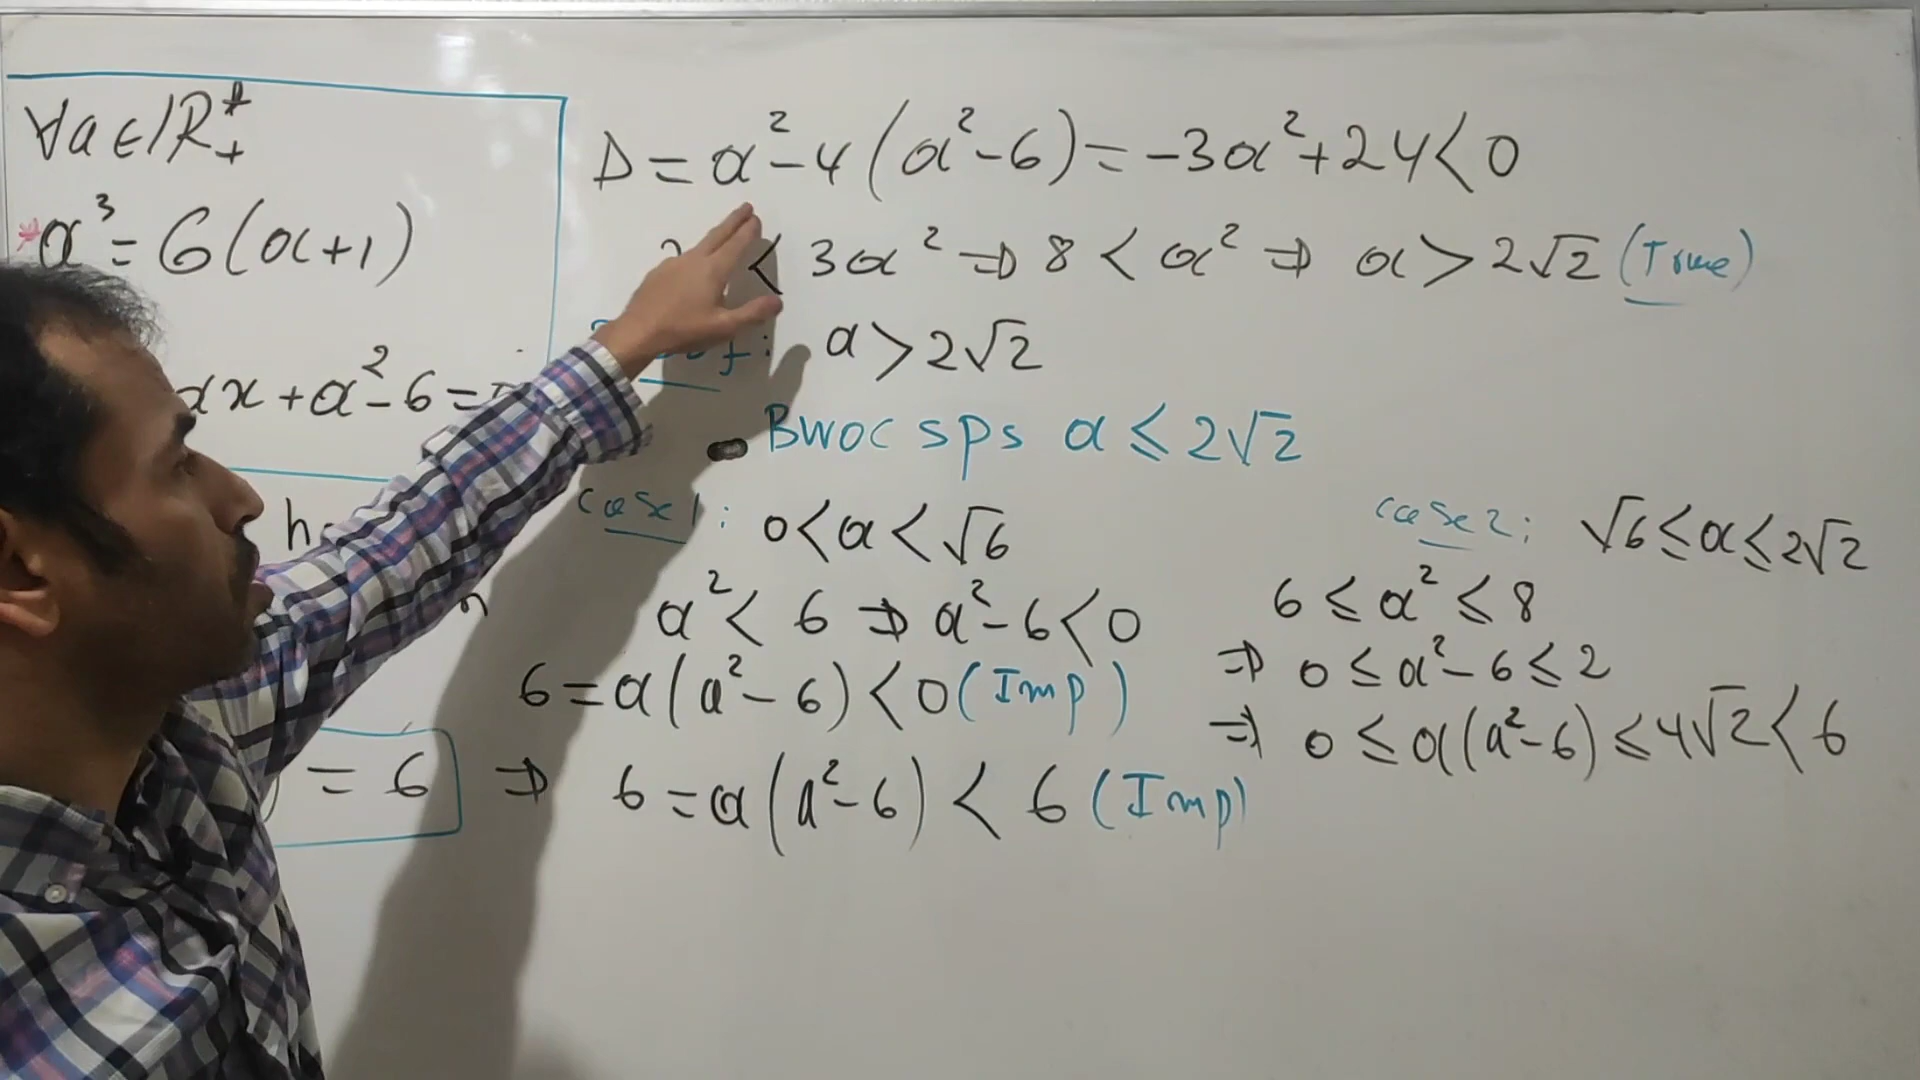 ∀a∈ℝ*₊
*a³=6(a+1)
ax+a²-6=
= 6
Δ=a²-4(a²-6)=-3a²+24<0
< 3a² ⇒ 8 < a² ⇒ a > 2√2 (True)
a > 2√2
BWOC sps a ≤ 2√2
case1: 0<a<√6
a² < 6 ⇒ a²-6<0
6=a(a²-6)<0 (Imp)
⇒ 6=a(a²-6) < 6 (Imp)
case2: √6≤a≤2√2
6 ≤ a² ≤ 8
⇒ 0 ≤ a²-6 ≤ 2
⇒ 0 ≤ a(a²-6) ≤ 4√2 < 6